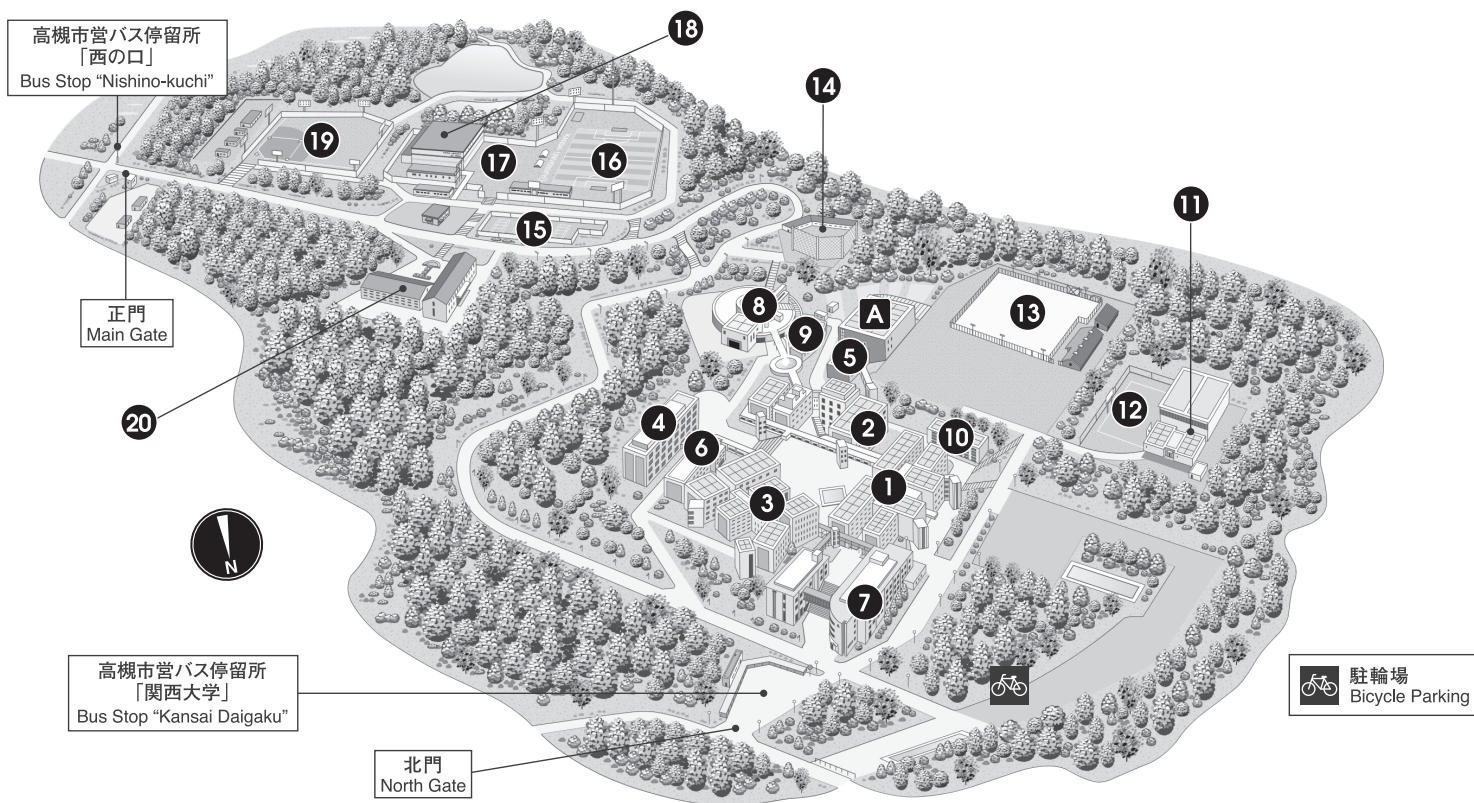 高槻市営バス停留所
「西の口」
Bus Stop “Nishino-kuchi”
18
14
19
17
16
11
15
正門
Main Gate
8
A
13
9
5
20
12
4
2
10
6
1
3
N
7
高槻市営バス停留所
「関西大学」
Bus Stop “Kansai Daigaku”
駐輪場
Bicycle Parking
北門
North Gate